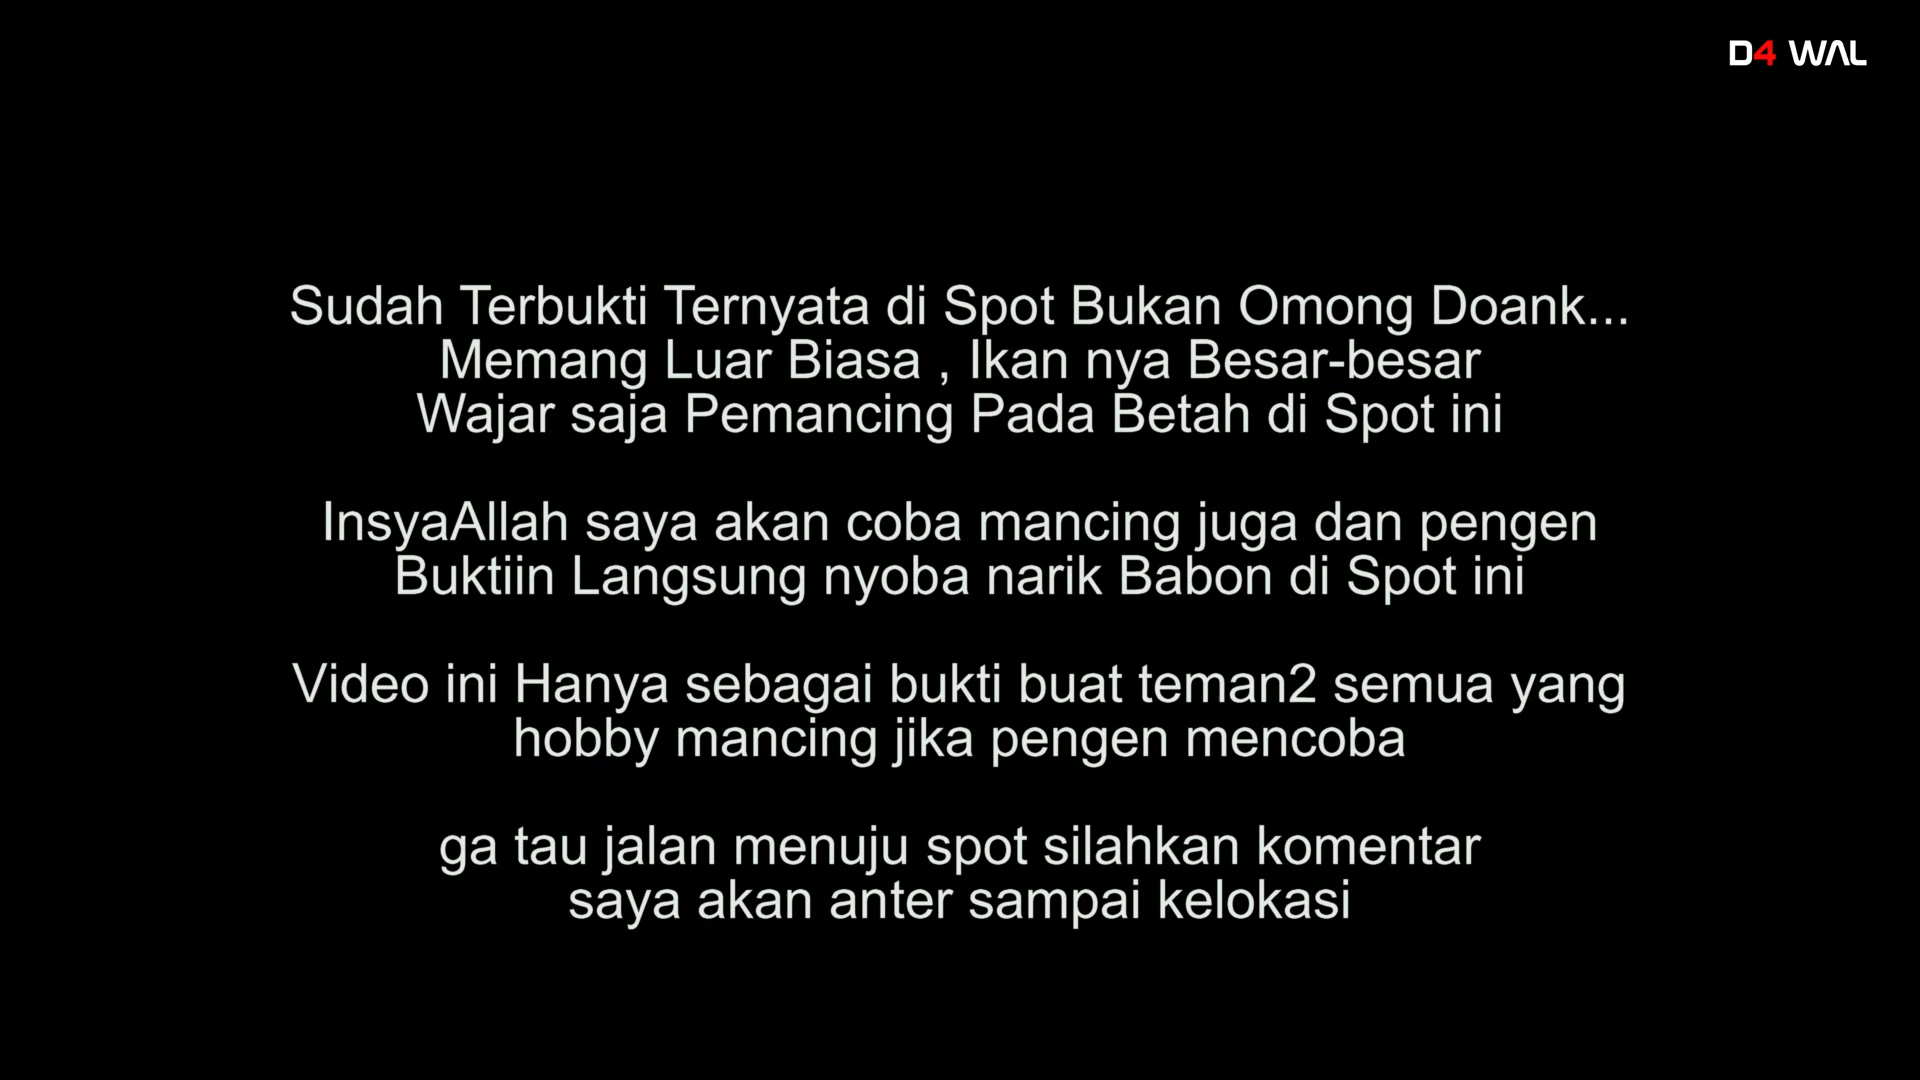 D4 WAL
Sudah Terbukti Ternyata di Spot Bukan Omong Doank...
Memang Luar Biasa , Ikan nya Besar-besar
Wajar saja Pemancing Pada Betah di Spot ini
InsyaAllah saya akan coba mancing juga dan pengen
Buktiin Langsung nyoba narik Babon di Spot ini
Video ini Hanya sebagai bukti buat teman2 semua yang
hobby mancing jika pengen mencoba
ga tau jalan menuju spot silahkan komentar
saya akan anter sampai kelokasi